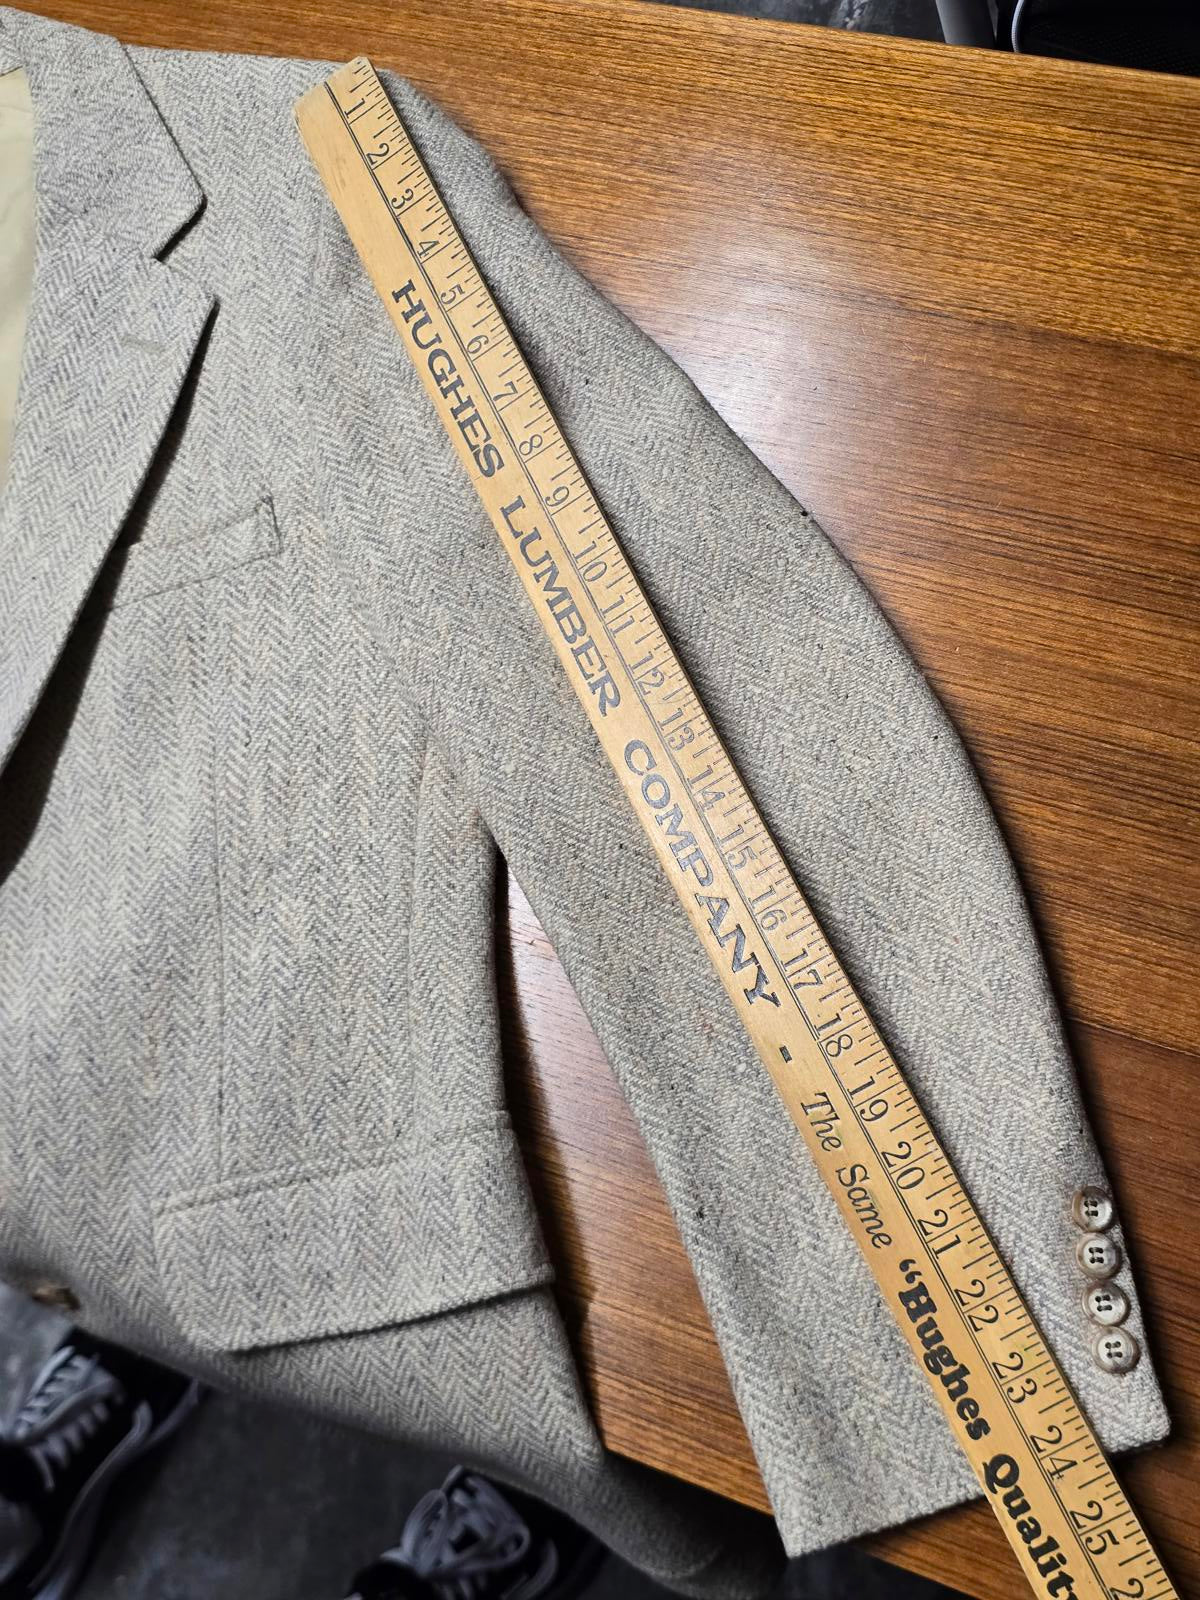 1 2 3 4 5 6 7 8 9 10 11 12 13 14 15 16 17 18 19 20 21 22 23 24 25
HUGHES LUMBER COMPANY - The Same "Hughes Qualit